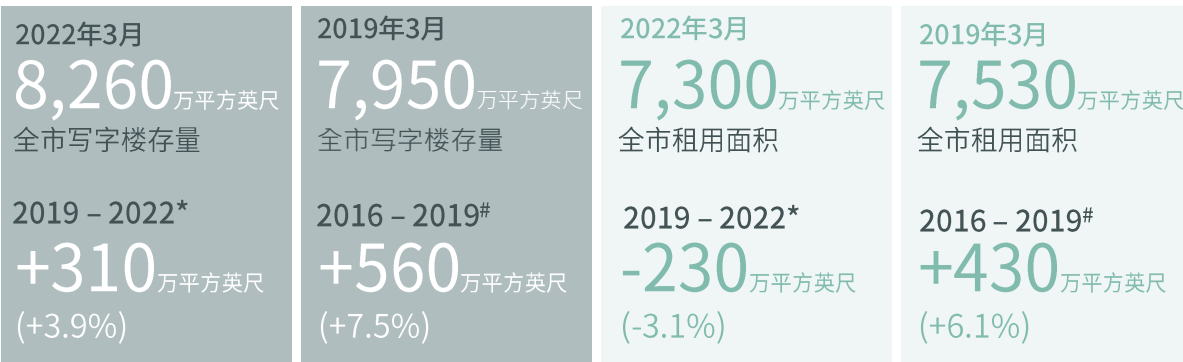 2022年3月
8,260万平方英尺
全市写字楼存量
2019 – 2022*
+310万平方英尺
(+3.9%)
2019年3月
7,950万平方英尺
全市写字楼存量
2016 – 2019#
+560万平方英尺
(+7.5%)
2022年3月
7,300万平方英尺
全市租用面积
2019 – 2022*
-230万平方英尺
(-3.1%)
2019年3月
7,530万平方英尺
全市租用面积
2016 – 2019#
+430万平方英尺
(+6.1%)